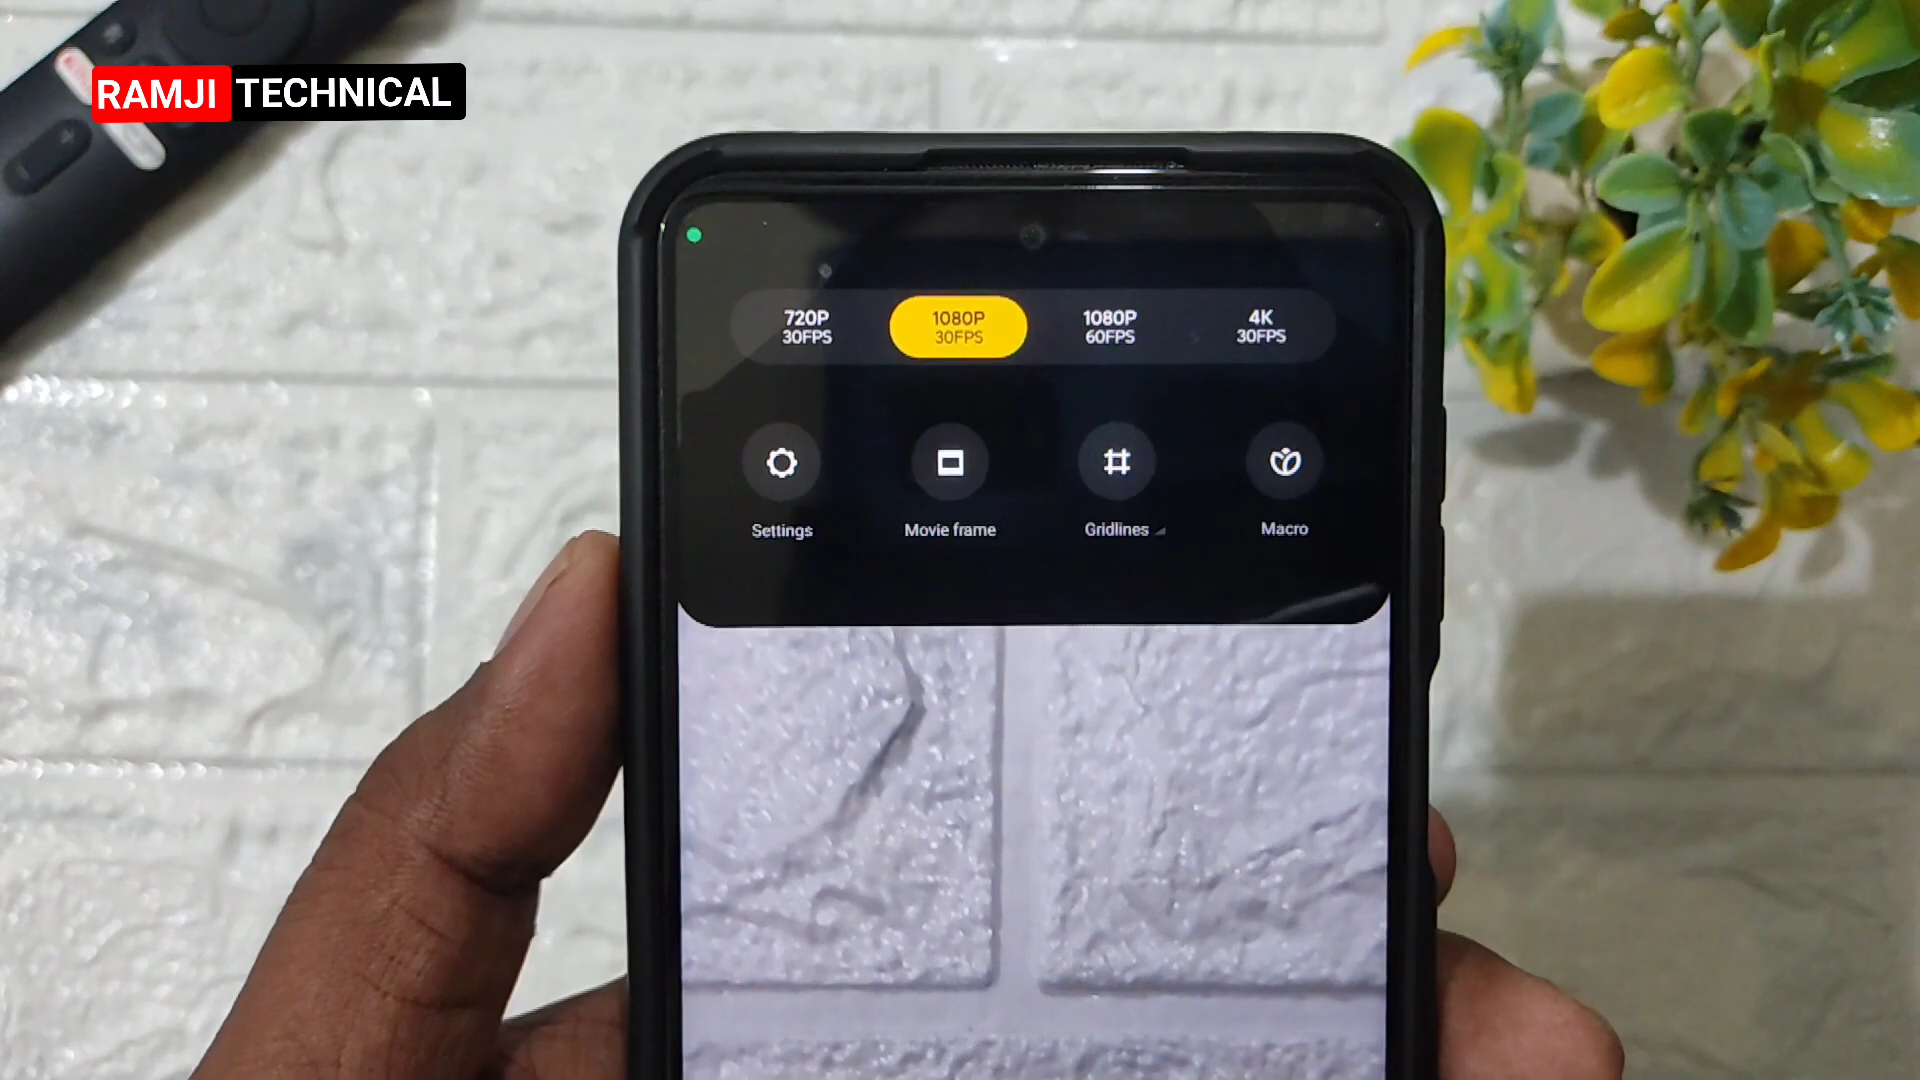 RAMJI TECHNICAL
720P 1080P 1080P 4K
30FPS 30FPS 60FPS 30FPS
Settings Movie frame Gridlines Macro